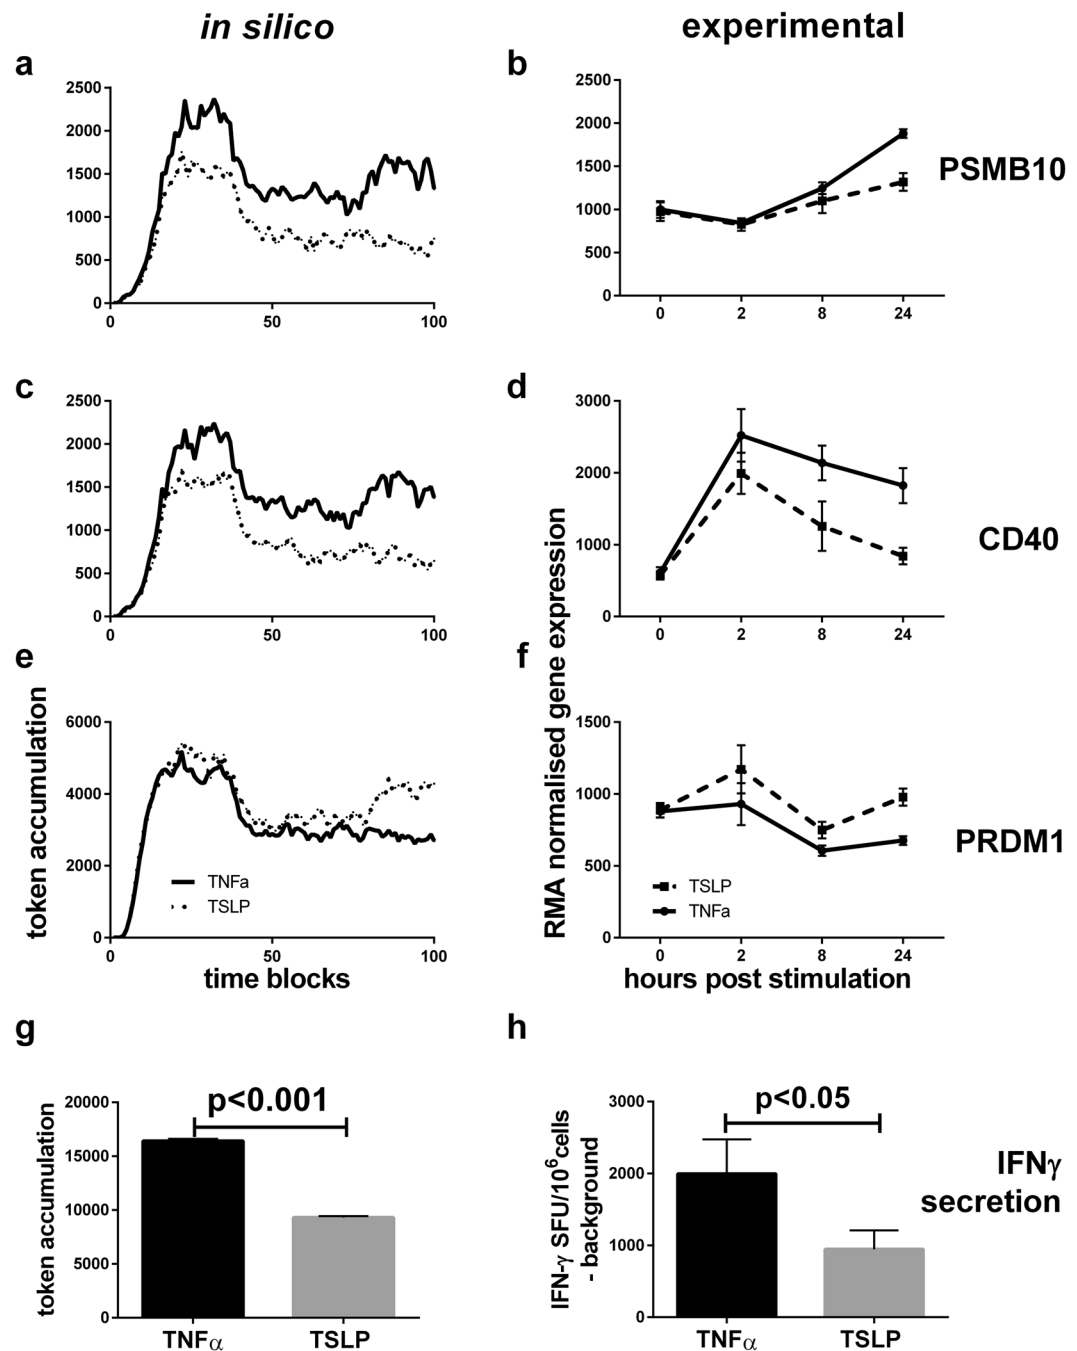 in silico
experimental
a
2500
2000
1500
1000
500
0
0 50 100
b
2500
2000
1500
1000
500
0
0 2 8 24
PSMB10
c
2500
2000
1500
1000
500
0
0 50 100
d
3000
2000
1000
0
0 2 8 24
CD40
e
6000
4000
2000
0
0 50 100
TNFa
TSLP
token accumulation
time blocks
f
1500
1000
500
0
0 2 8 24
TSLP
TNFa
RMA normalised gene expression
hours post stimulation
PRDM1
g
20000
15000
10000
5000
0
p<0.001
token accumulation
TNFα TSLP
h
3000
2000
1000
0
p<0.05
IFN-γ SFU/10⁶cells
- background
TNFα TSLP
IFNγ
secretion